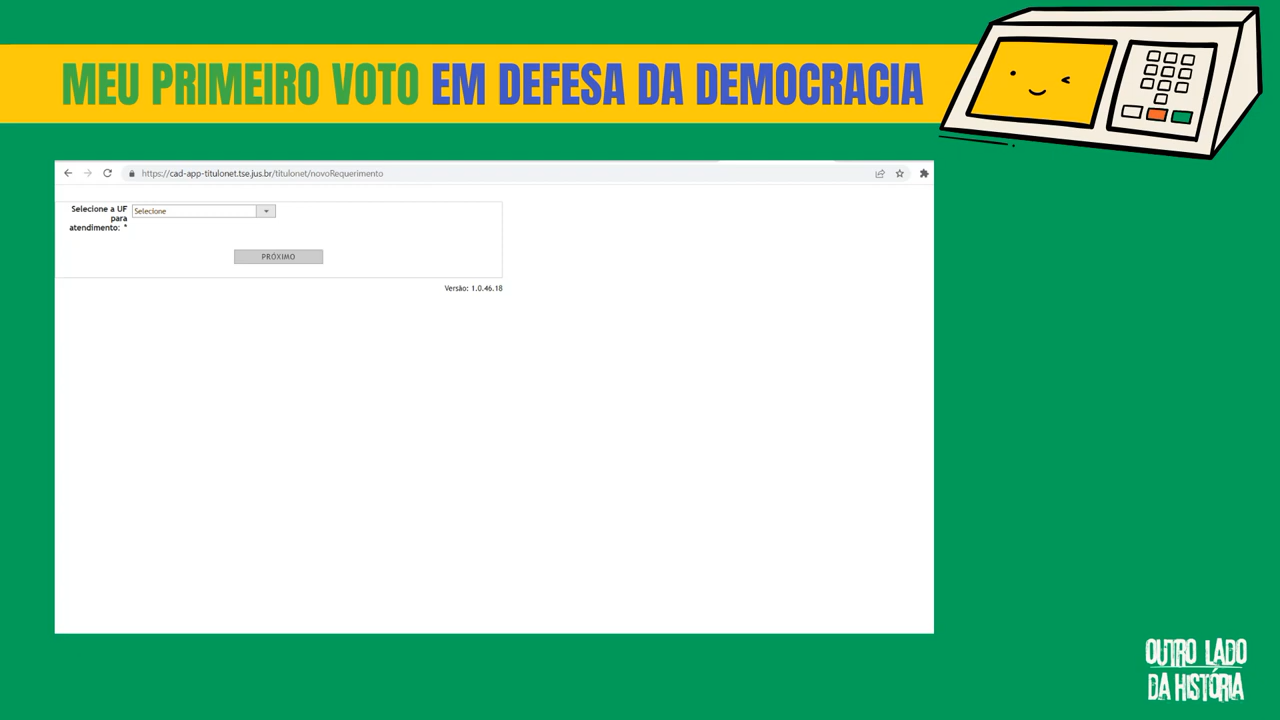 MEU PRIMEIRO VOTO EM DEFESA DA DEMOCRACIA
https://cad-app-titulonet.tse.jus.br/titulonet/novoRequerimento
Selecione a UF
para
atendimento: *
Selecione
PRÓXIMO
Versão: 1.0.46.18
OUTRO LADO
DA HISTÓRIA